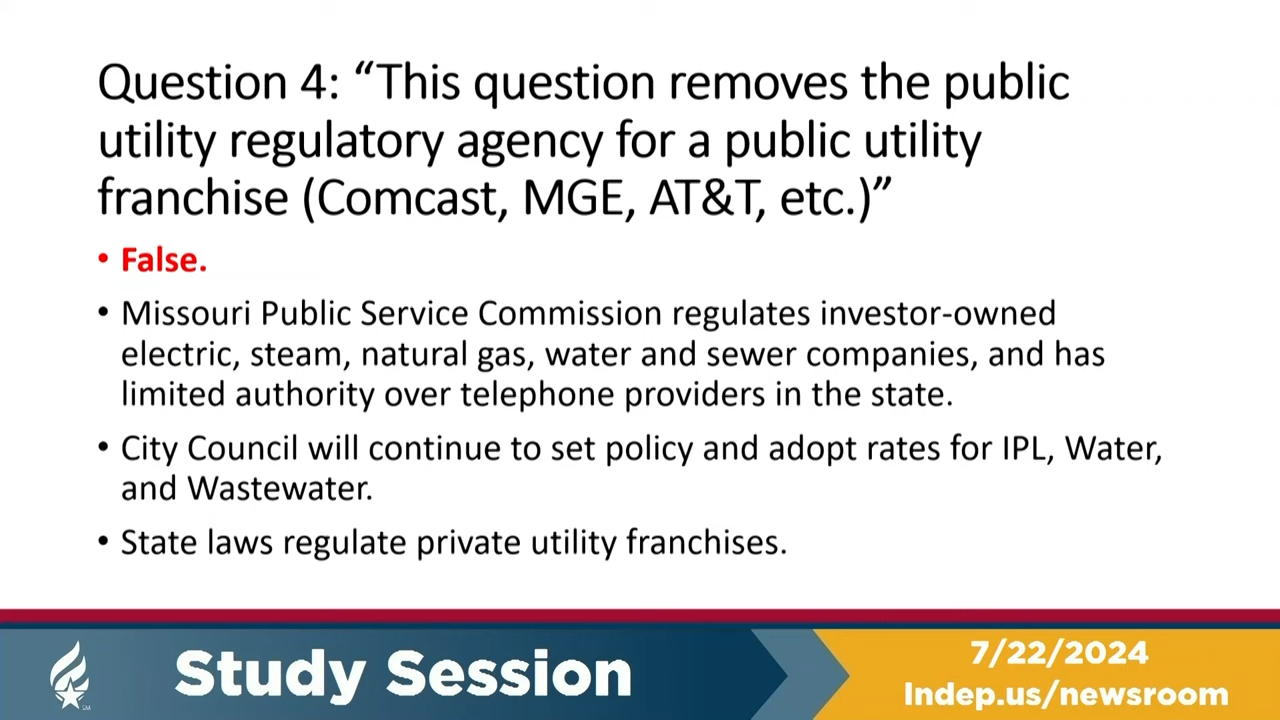 Question 4: “This question removes the public
utility regulatory agency for a public utility
franchise (Comcast, MGE, AT&T, etc.)”
• False.
• Missouri Public Service Commission regulates investor-owned
electric, steam, natural gas, water and sewer companies, and has
limited authority over telephone providers in the state.
• City Council will continue to set policy and adopt rates for IPL, Water,
and Wastewater.
• State laws regulate private utility franchises.
Study Session
7/22/2024
Indep.us/newsroom
SM